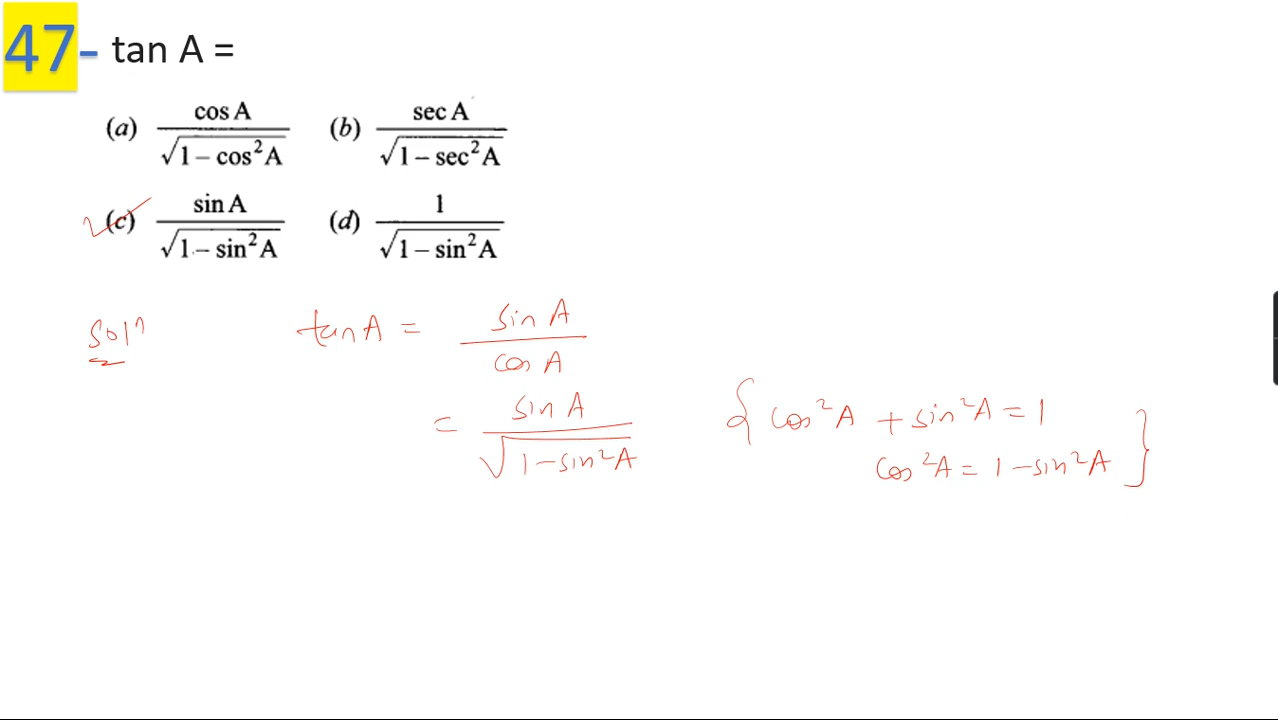 47- tan A =
(a) cos A / √1 – cos²A (b) sec A / √1 – sec²A
(c) sin A / √1 – sin²A (d) 1 / √1 – sin²A
Solⁿ tan A = sin A / cos A
= sin A / √1 – sin²A { cos²A + sin²A = 1
cos²A = 1 – sin²A }